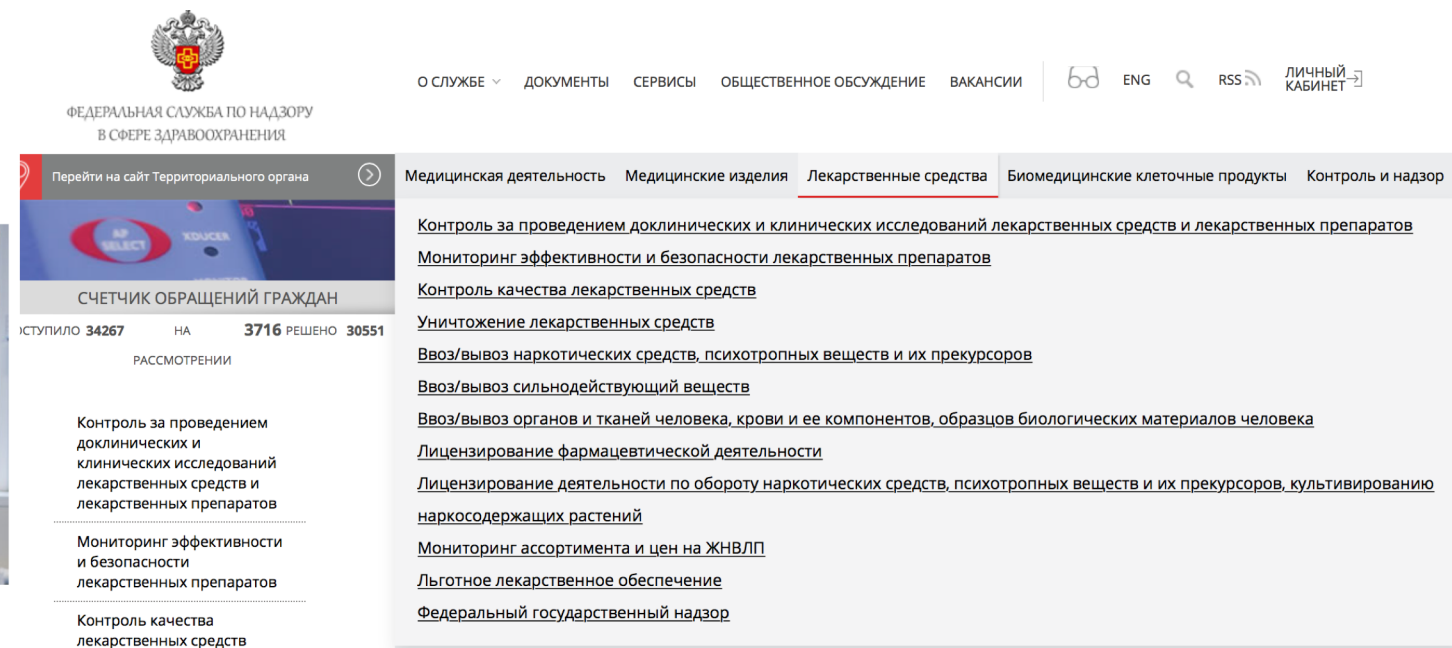 ФЕДЕРАЛЬНАЯ СЛУЖБА ПО НАДЗОРУ
В СФЕРЕ ЗДРАВООХРАНЕНИЯ
О СЛУЖБЕ
ДОКУМЕНТЫ
СЕРВИСЫ
ОБЩЕСТВЕННОЕ ОБСУЖДЕНИЕ
ВАКАНСИИ
ENG
RSS
ЛИЧНЫЙ
КАБИНЕТ
Перейти на сайт Территориального органа
Медицинская деятельность
Медицинские изделия
Лекарственные средства
Биомедицинские клеточные продукты
Контроль и надзор
AP
SELECT
XDUCER
СЧЕТЧИК ОБРАЩЕНИЙ ГРАЖДАН
34267 НА 3716 РЕШЕНО 30551
РАССМОТРЕНИИ
Контроль за проведением
доклинических и
клинических исследований
лекарственных средств и
лекарственных препаратов
Мониторинг эффективности
и безопасности
лекарственных препаратов
Контроль качества
лекарственных средств
Контроль за проведением доклинических и клинических исследований лекарственных средств и лекарственных препаратов
Мониторинг эффективности и безопасности лекарственных препаратов
Контроль качества лекарственных средств
Уничтожение лекарственных средств
Ввоз/вывоз наркотических средств, психотропных веществ и их прекурсоров
Ввоз/вывоз сильнодействующий веществ
Ввоз/вывоз органов и тканей человека, крови и ее компонентов, образцов биологических материалов человека
Лицензирование фармацевтической деятельности
Лицензирование деятельности по обороту наркотических средств, психотропных веществ и их прекурсоров, культивированию
наркосодержащих растений
Мониторинг ассортимента и цен на ЖНВЛП
Льготное лекарственное обеспечение
Федеральный государственный надзор